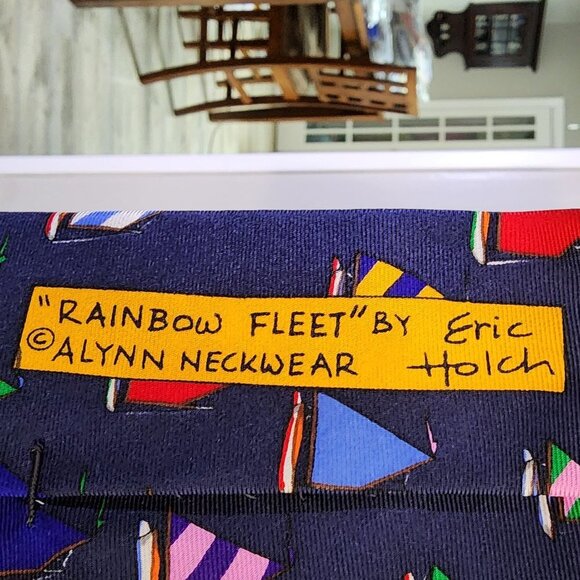 "RAINBOW FLEET" BY Eric Holch
© ALYNN NECKWEAR